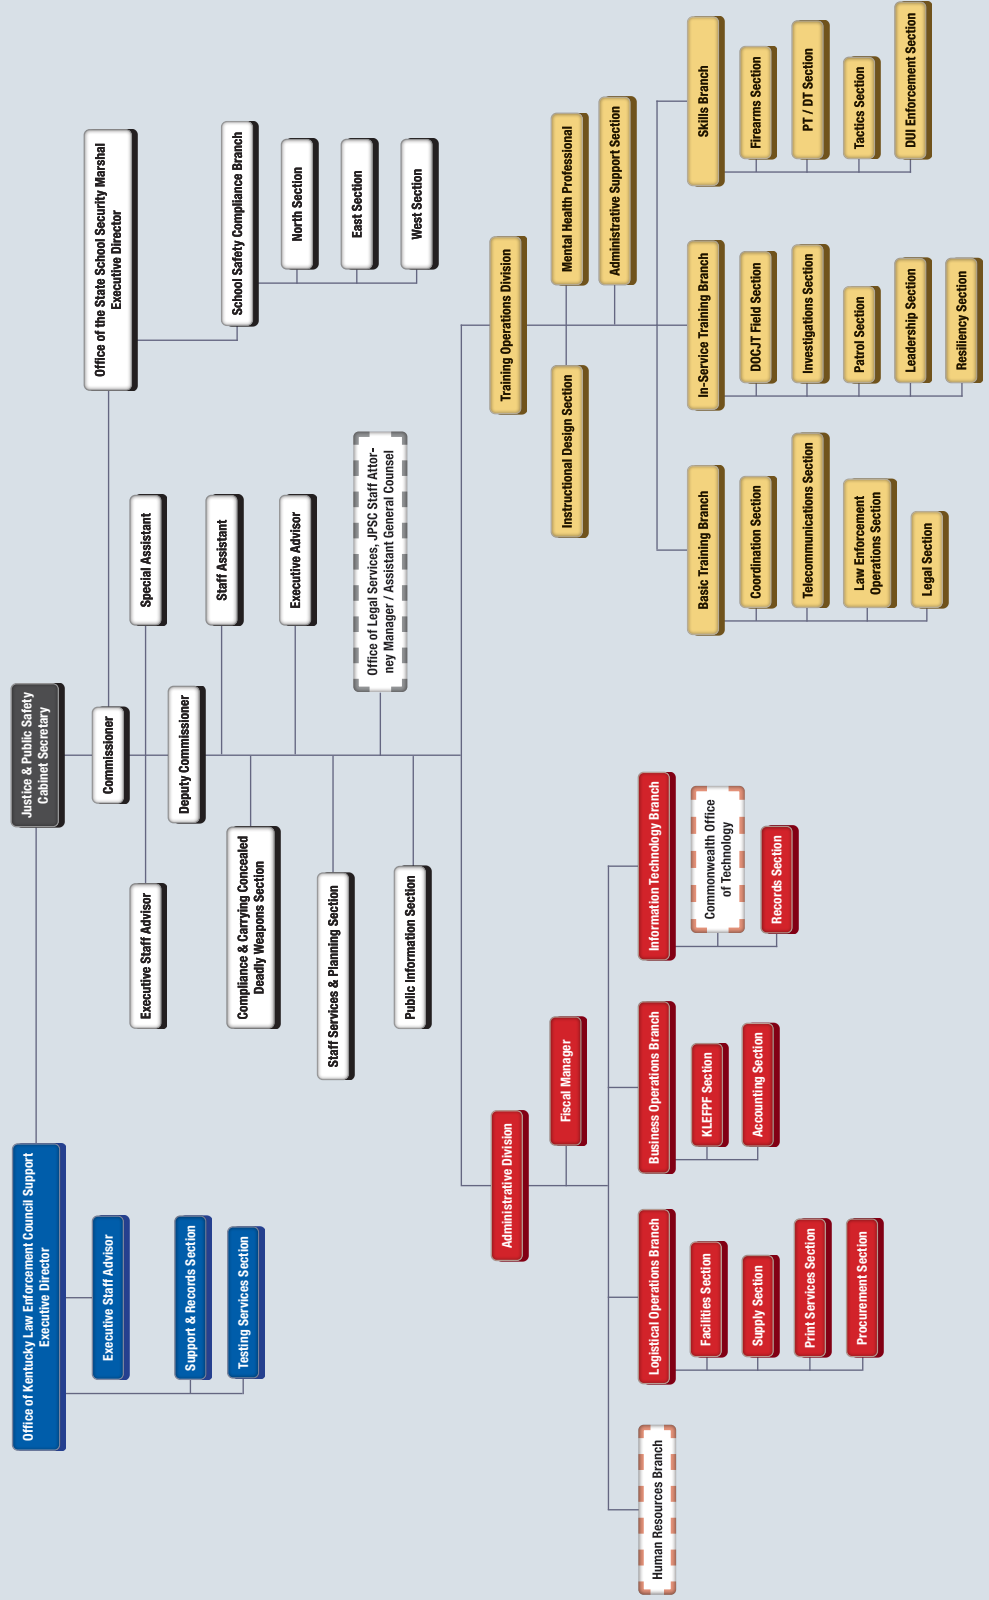 Justice & Public Safety
Cabinet Secretary
Office of Kentucky Law Enforcement Council Support
Executive Director
Executive Staff Advisor
Support & Records Section
Testing Services Section
Commissioner
Office of the State School Security Marshal
Executive Director
School Safety Compliance Branch
North Section
East Section
West Section
Executive Staff Advisor
Special Assistant
Deputy Commissioner
Staff Assistant
Compliance & Carrying Concealed
Deadly Weapons Section
Executive Advisor
Staff Services & Planning Section
Office of Legal Services, JPSC Staff Attor-
ney Manager / Assistant General Counsel
Public Information Section
Administrative Division
Fiscal Manager
Human Resources Branch
Logistical Operations Branch
Facilities Section
Supply Section
Print Services Section
Procurement Section
Business Operations Branch
KLEFPF Section
Accounting Section
Information Technology Branch
Commonwealth Office
of Technology
Records Section
Training Operations Division
Instructional Design Section
Mental Health Professional
Administrative Support Section
Basic Training Branch
Coordination Section
Telecommunications Section
Law Enforcement
Operations Section
Legal Section
In-Service Training Branch
DOCJT Field Section
Investigations Section
Patrol Section
Leadership Section
Resiliency Section
Skills Branch
Firearms Section
PT / DT Section
Tactics Section
DUI Enforcement Section